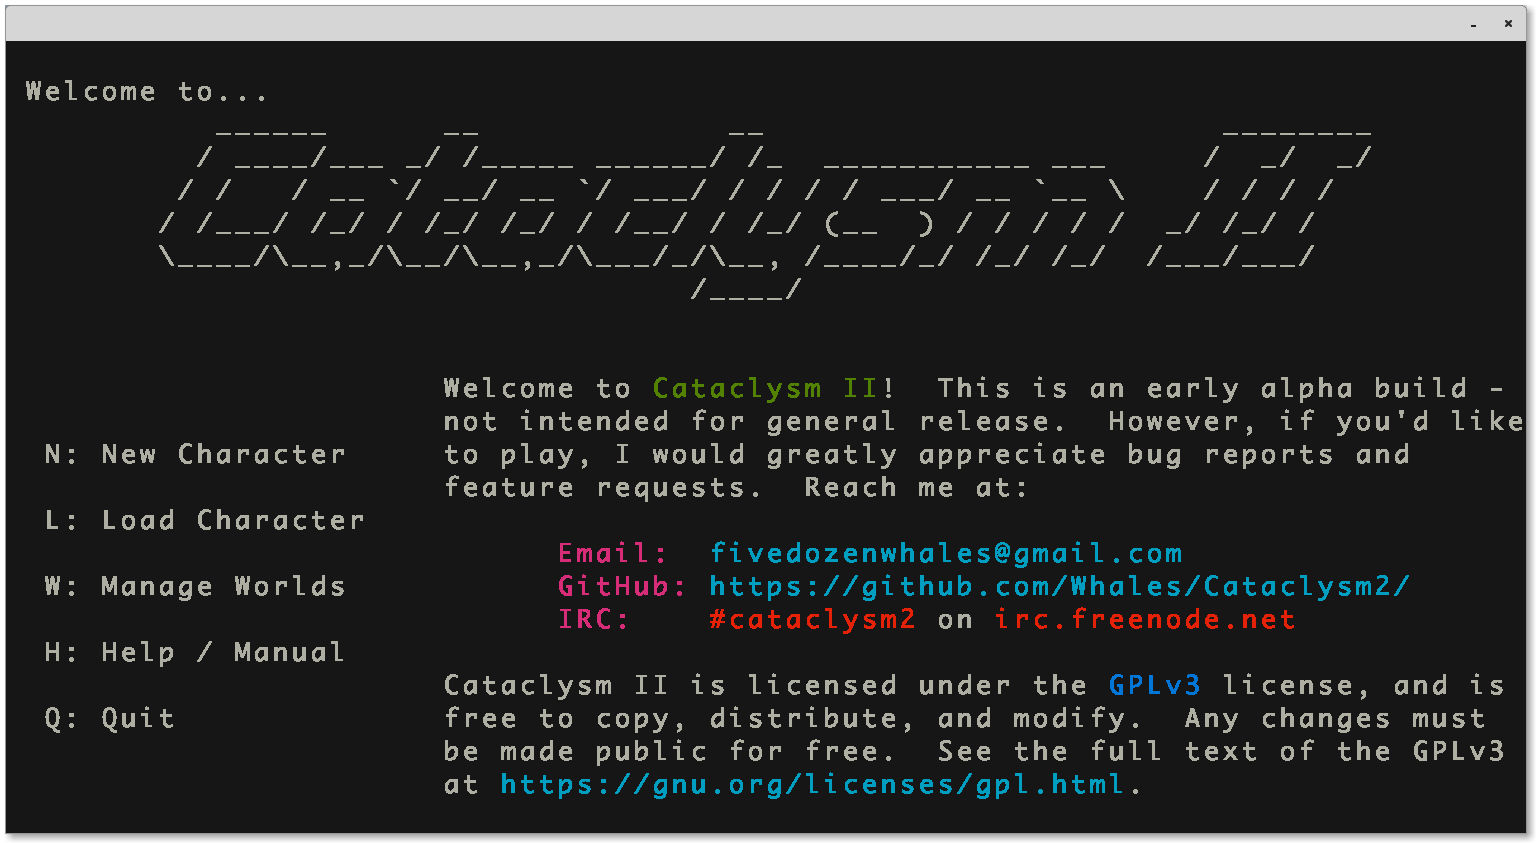 Welcome to...
Cataclysm II
Welcome to Cataclysm II!  This is an early alpha build -
not intended for general release.  However, if you'd like
to play, I would greatly appreciate bug reports and
feature requests.  Reach me at:
Email:  fivedozenwhales@gmail.com
GitHub: https://github.com/Whales/Cataclysm2/
IRC:    #cataclysm2 on irc.freenode.net
Cataclysm II is licensed under the GPLv3 license, and is
free to copy, distribute, and modify.  Any changes must
be made public for free.  See the full text of the GPLv3
at https://gnu.org/licenses/gpl.html.
N: New Character
L: Load Character
W: Manage Worlds
H: Help / Manual
Q: Quit